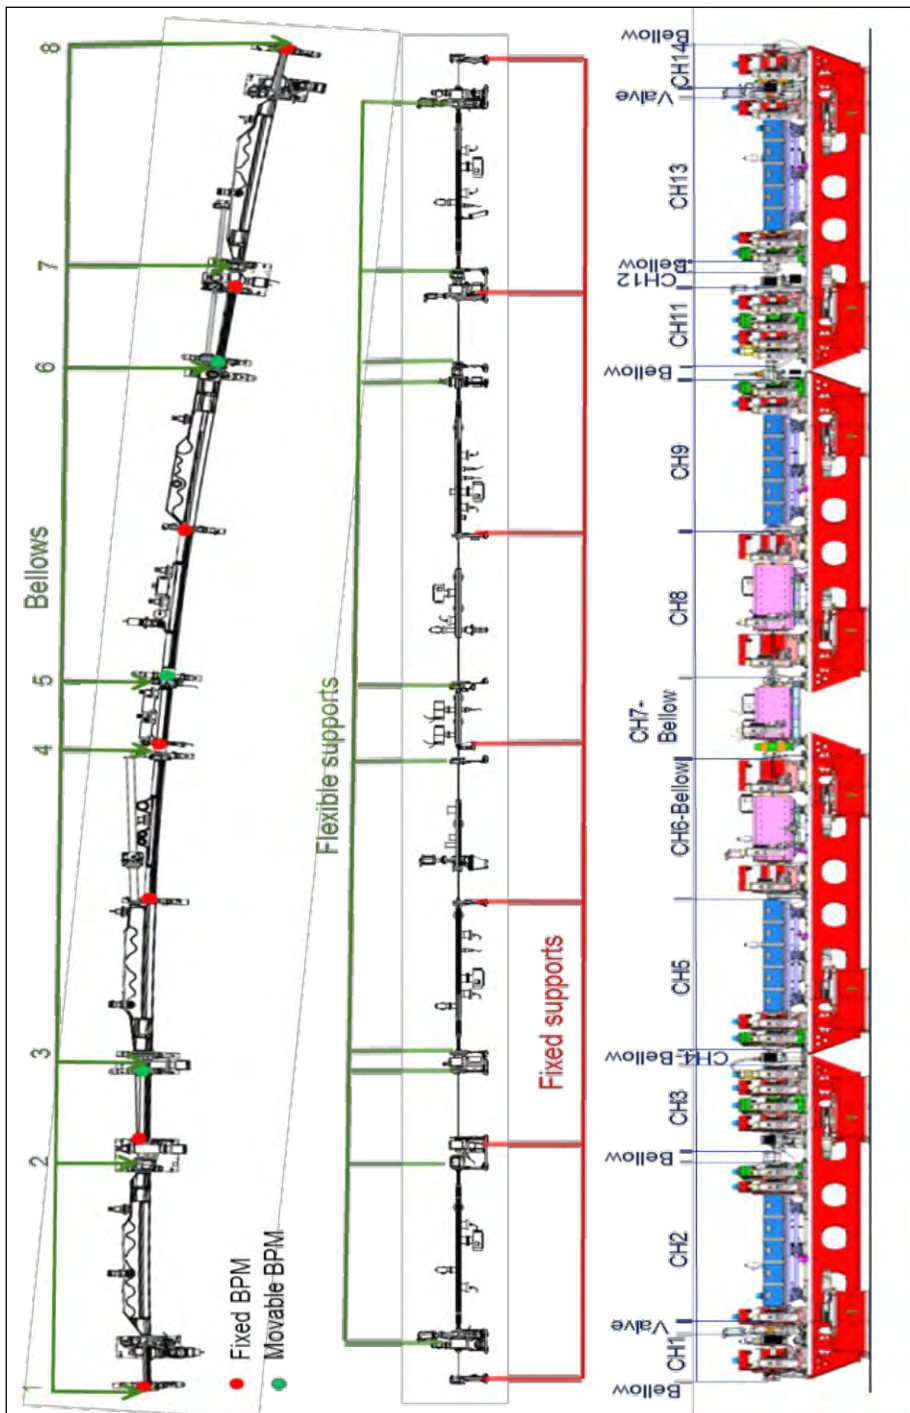 Bellows
1
2
3
4
5
6
7
8
Fixed BPM
Movable BPM
Flexible supports
Fixed supports
Bellow
CH1
Valve
CH2
Bellow
CH3
CH4-Bellow
CH5
CH6-Bellow
CH7-
Bellow
CH8
CH9
Bellow
CH11
CH12
Bellow
CH13
Valve
CH14
Bellow